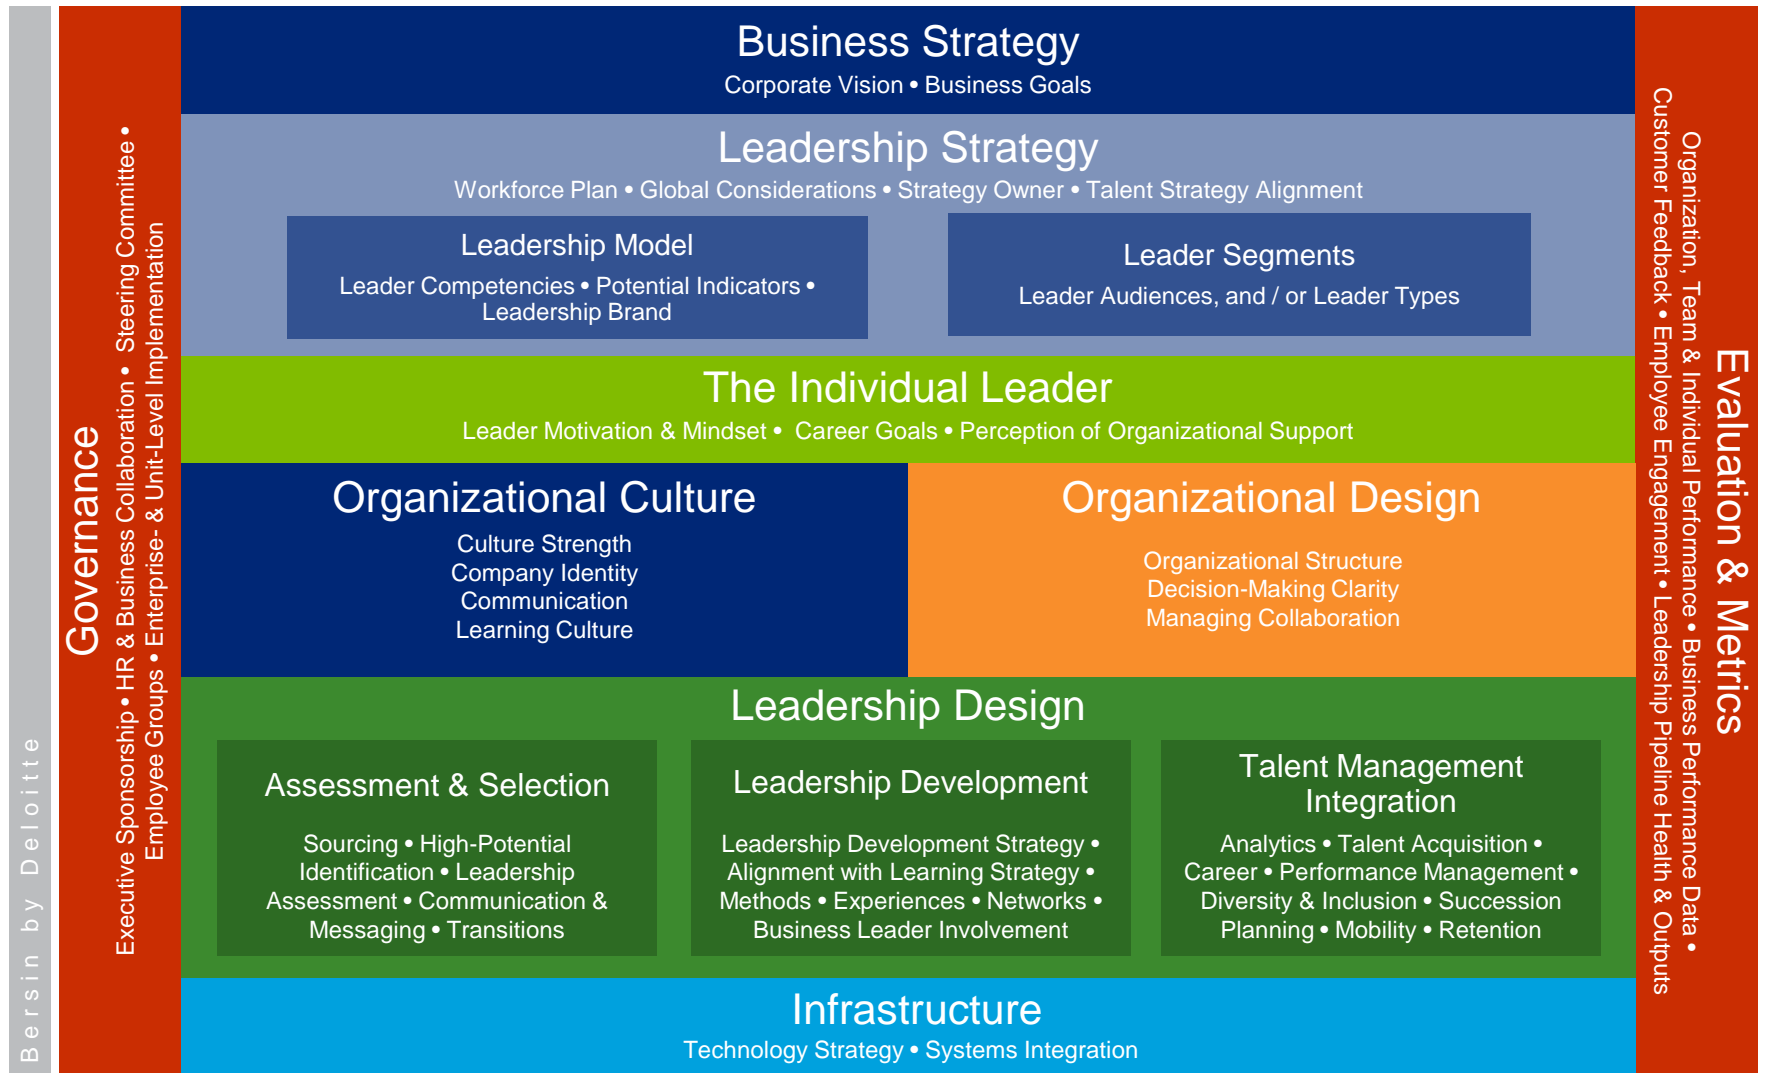 Bersin by Deloitte
Governance
Executive Sponsorship • HR & Business Collaboration • Steering Committee •
Employee Groups • Enterprise- & Unit-Level Implementation
Business Strategy
Corporate Vision • Business Goals
Leadership Strategy
Workforce Plan • Global Considerations • Strategy Owner • Talent Strategy Alignment
Leadership Model
Leader Competencies • Potential Indicators •
Leadership Brand
Leader Segments
Leader Audiences, and / or Leader Types
The Individual Leader
Leader Motivation & Mindset • Career Goals • Perception of Organizational Support
Organizational Culture
Culture Strength
Company Identity
Communication
Learning Culture
Organizational Design
Organizational Structure
Decision-Making Clarity
Managing Collaboration
Leadership Design
Assessment & Selection
Sourcing • High-Potential
Identification • Leadership
Assessment • Communication &
Messaging • Transitions
Leadership Development
Leadership Development Strategy •
Alignment with Learning Strategy •
Methods • Experiences • Networks •
Business Leader Involvement
Talent Management
Integration
Analytics • Talent Acquisition •
Career • Performance Management •
Diversity & Inclusion • Succession
Planning • Mobility • Retention
Infrastructure
Technology Strategy • Systems Integration
Evaluation & Metrics
Organization, Team & Individual Performance • Business Performance Data •
Customer Feedback • Employee Engagement • Leadership Pipeline Health & Outputs